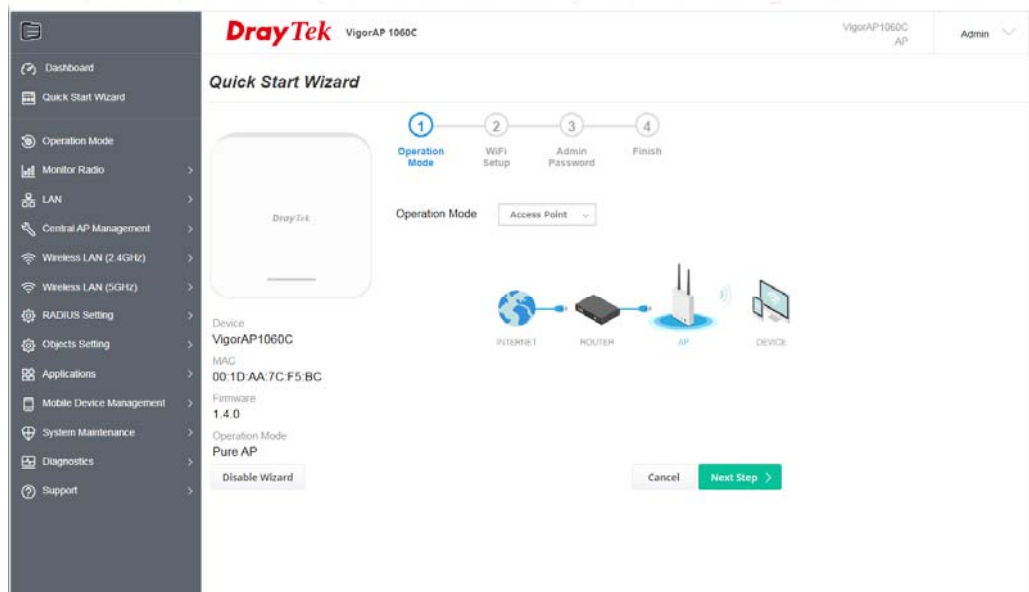 DrayTek VigorAP 1060C
VigorAP1060C
AP
Admin
Dashboard
Quick Start Wizard
Operation Mode
Monitor Radio
LAN
Central AP Management
Wireless LAN (2.4GHz)
Wireless LAN (5GHz)
RADIUS Setting
Objects Setting
Applications
Mobile Device Management
System Maintenance
Diagnostics
Support
Quick Start Wizard
1
Operation
Mode
2
WiFi
Setup
3
Admin
Password
4
Finish
DrayTek
Operation Mode Access Point
INTERNET ROUTER AP DEVICE
Device
VigorAP1060C
MAC
00:1D:AA:7C:F5:BC
Firmware
1.4.0
Operation Mode
Pure AP
Disable Wizard Cancel Next Step